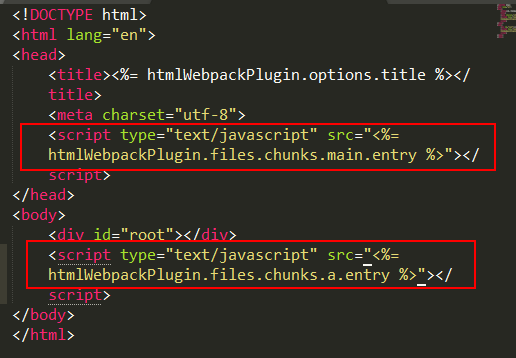 <!DOCTYPE html>
<html lang="en">
<head>
<title><%= htmlWebpackPlugin.options.title %></
title>
<meta charset="utf-8">
<script type="text/javascript" src="<%=
htmlWebpackPlugin.files.chunks.main.entry %>"></
script>
</head>
<body>
<div id="root"></div>
<script type="text/javascript" src="<%=
htmlWebpackPlugin.files.chunks.a.entry %>"></
script>
</body>
</html>